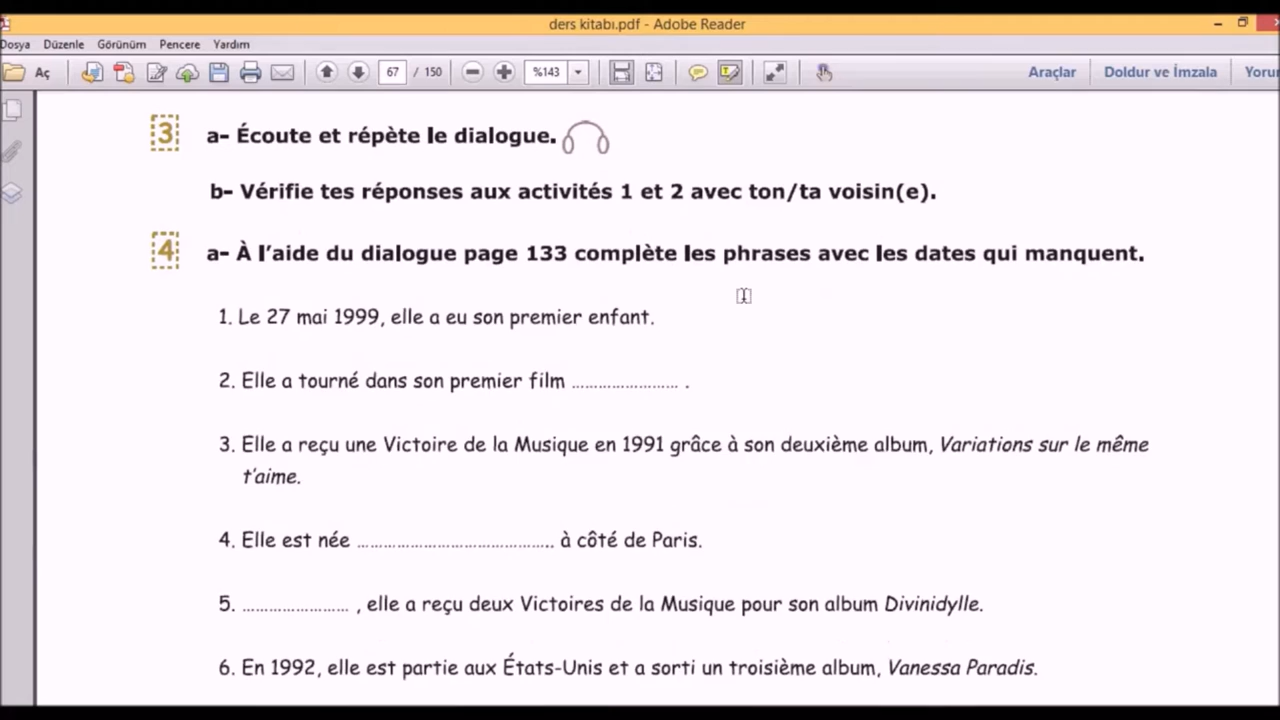 ders kitabı.pdf - Adobe Reader
Dosya Düzenle Görünüm Pencere Yardım
Aç 67 / 150 %143 Araçlar Doldur ve İmzala
3 a- Écoute et répète le dialogue.
b- Vérifie tes réponses aux activités 1 et 2 avec ton/ta voisin(e).
4 a- À l'aide du dialogue page 133 complète les phrases avec les dates qui manquent.
1. Le 27 mai 1999, elle a eu son premier enfant.
2. Elle a tourné dans son premier film ........................ .
3. Elle a reçu une Victoire de la Musique en 1991 grâce à son deuxième album, Variations sur le même
t'aime.
4. Elle est née ............................................ à côté de Paris.
5. ........................ , elle a reçu deux Victoires de la Musique pour son album Divinidylle.
6. En 1992, elle est partie aux États-Unis et a sorti un troisième album, Vanessa Paradis.